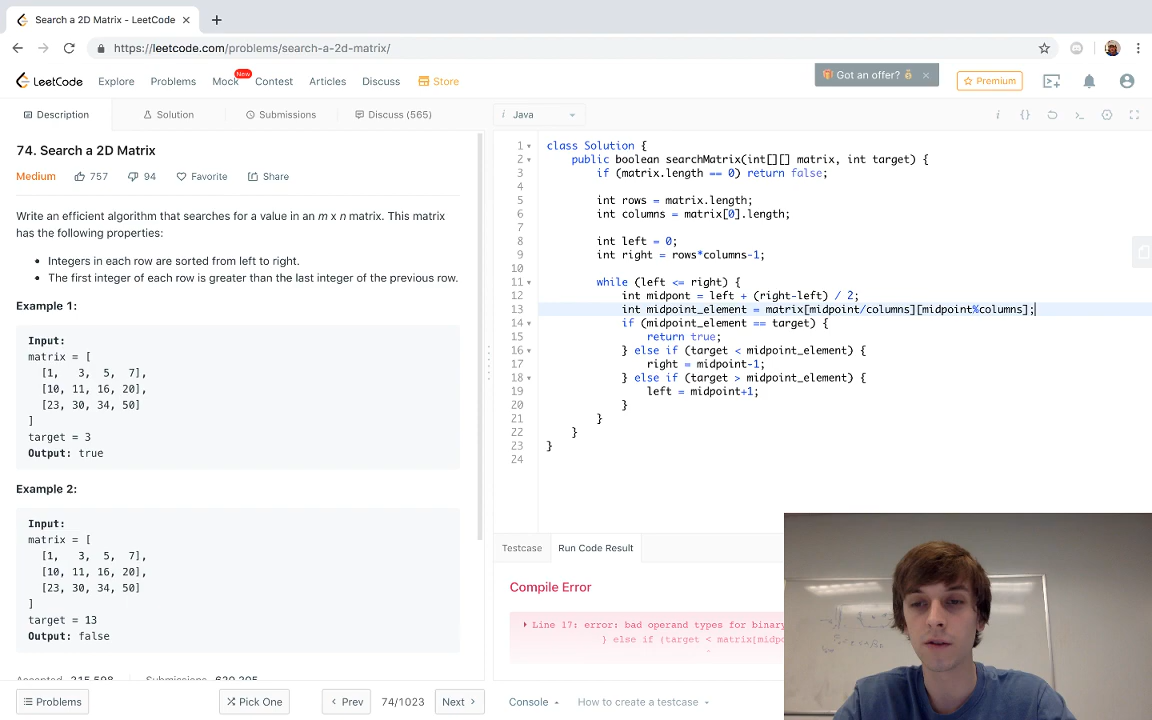 Search a 2D Matrix - LeetCode
https://leetcode.com/problems/search-a-2d-matrix/
LeetCode Explore Problems Mock New Contest Articles Discuss Store Got an offer? Premium
Description Solution Submissions Discuss (565)
i Java
74. Search a 2D Matrix
Medium 757 94 Favorite Share
Write an efficient algorithm that searches for a value in an m x n matrix. This matrix
has the following properties:
Integers in each row are sorted from left to right.
The first integer of each row is greater than the last integer of the previous row.
Example 1:
Input:
matrix = [
[1, 3, 5, 7],
[10, 11, 16, 20],
[23, 30, 34, 50]
]
target = 3
Output: true
Example 2:
Input:
matrix = [
[1, 3, 5, 7],
[10, 11, 16, 20],
[23, 30, 34, 50]
]
target = 13
Output: false
Problems Pick One Prev 74/1023 Next
1 class Solution {
2 public boolean searchMatrix(int[][] matrix, int target) {
3 if (matrix.length == 0) return false;
4
5 int rows = matrix.length;
6 int columns = matrix[0].length;
7
8 int left = 0;
9 int right = rows*columns-1;
10
11 while (left <= right) {
12 int midpont = left + (right-left) / 2;
13 int midpoint_element = matrix[midpoint/columns][midpoint%columns];
14 if (midpoint_element == target) {
15 return true;
16 } else if (target < midpoint_element) {
17 right = midpoint-1;
18 } else if (target > midpoint_element) {
19 left = midpoint+1;
20 }
21 }
22 }
23 }
24
Testcase Run Code Result
Compile Error
Line 17: error: bad operand types for binary
} else if (target < matrix[midpo
Console How to create a testcase